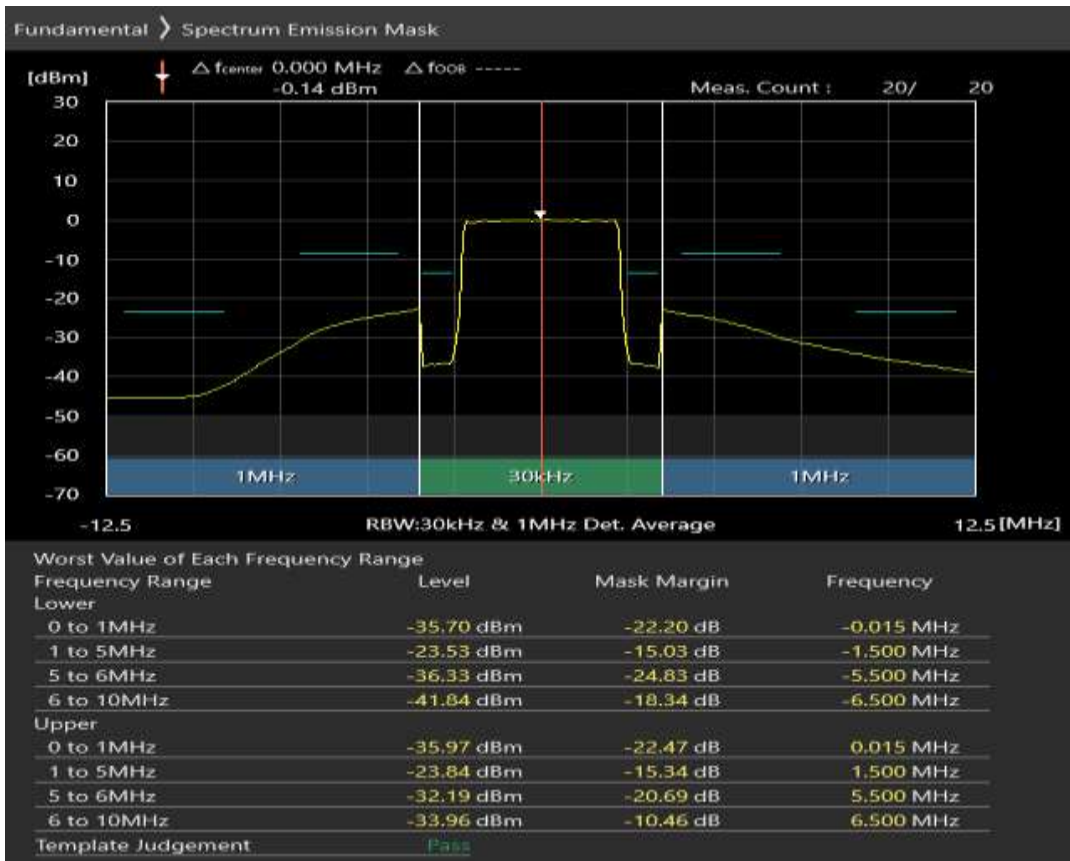 Fundamental ❯ Spectrum Emission Mask
[dBm] △ fcenter 0.000 MHz △ fOOB -----
-0.14 dBm Meas. Count : 20/ 20
30
20
10
0
-10
-20
-30
-40
-50
-60
1MHz 30kHz 1MHz
-70
-12.5 RBW:30kHz & 1MHz Det. Average 12.5 [MHz]
Worst Value of Each Frequency Range
Frequency Range Level Mask Margin Frequency
Lower
0 to 1MHz -35.70 dBm -22.20 dB -0.015 MHz
1 to 5MHz -23.53 dBm -15.03 dB -1.500 MHz
5 to 6MHz -36.33 dBm -24.83 dB -5.500 MHz
6 to 10MHz -41.84 dBm -18.34 dB -6.500 MHz
Upper
0 to 1MHz -35.97 dBm -22.47 dB 0.015 MHz
1 to 5MHz -23.84 dBm -15.34 dB 1.500 MHz
5 to 6MHz -32.19 dBm -20.69 dB 5.500 MHz
6 to 10MHz -33.96 dBm -10.46 dB 6.500 MHz
Template Judgement Pass